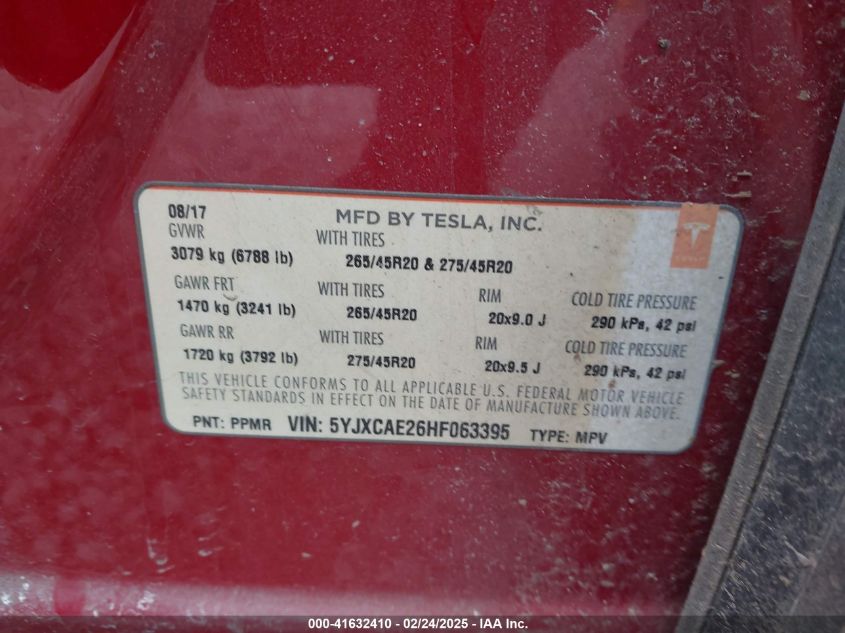 08/17 MFD BY TESLA, INC.
GVWR WITH TIRES
3079 kg (6788 lb) 265/45R20 & 275/45R20
GAWR FRT WITH TIRES RIM COLD TIRE PRESSURE
1470 kg (3241 lb) 265/45R20 20x9.0 J 290 kPa, 42 psi
GAWR RR WITH TIRES RIM COLD TIRE PRESSURE
1720 kg (3792 lb) 275/45R20 20x9.5 J 290 kPa, 42 psi
THIS VEHICLE CONFORMS TO ALL APPLICABLE U.S. FEDERAL MOTOR VEHICLE
SAFETY STANDARDS IN EFFECT ON THE DATE OF MANUFACTURE SHOWN ABOVE.
PNT: PPMR VIN: 5YJXCAE26HF063395 TYPE: MPV
000-41632410 - 02/24/2025 - IAA Inc.